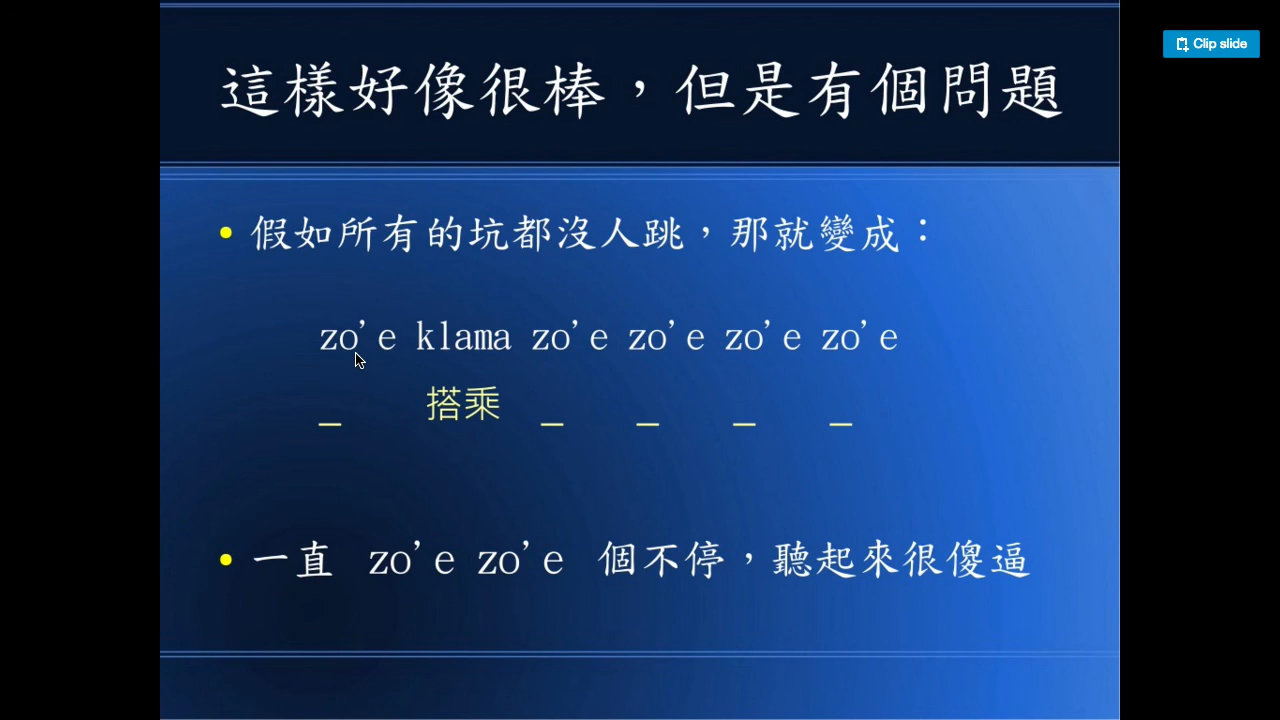 Clip slide
這樣好像很棒，但是有個問題
• 假如所有的坑都沒人跳，那就變成：
zo'e klama zo'e zo'e zo'e zo'e
_ 搭乘 _ _ _ _
• 一直 zo'e zo'e 個不停，聽起來很傻逼